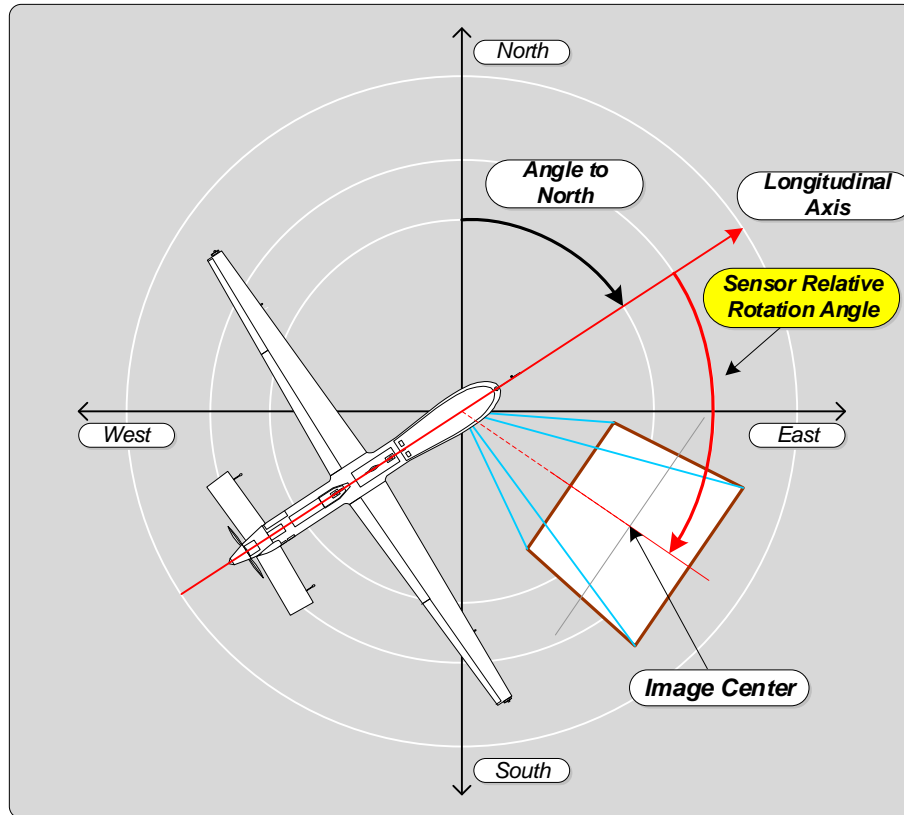 North
Angle to
North
Longitudinal
Axis
Sensor Relative
Rotation Angle
West
East
Image Center
South